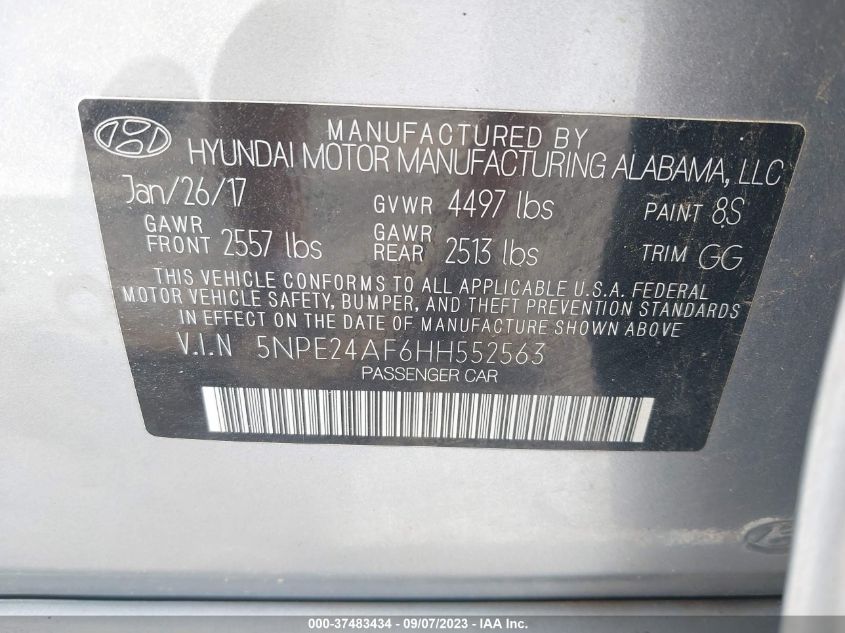 MANUFACTURED BY
HYUNDAI MOTOR MANUFACTURING ALABAMA, LLC
Jan/26/17 GVWR 4497 lbs PAINT 8S
GAWR FRONT 2557 lbs GAWR REAR 2513 lbs TRIM GG
THIS VEHICLE CONFORMS TO ALL APPLICABLE U.S.A. FEDERAL
MOTOR VEHICLE SAFETY, BUMPER, AND THEFT PREVENTION STANDARDS
IN EFFECT ON THE DATE OF MANUFACTURE SHOWN ABOVE
V.I.N 5NPE24AF6HH552563
PASSENGER CAR
000-37483434 - 09/07/2023 - IAA Inc.